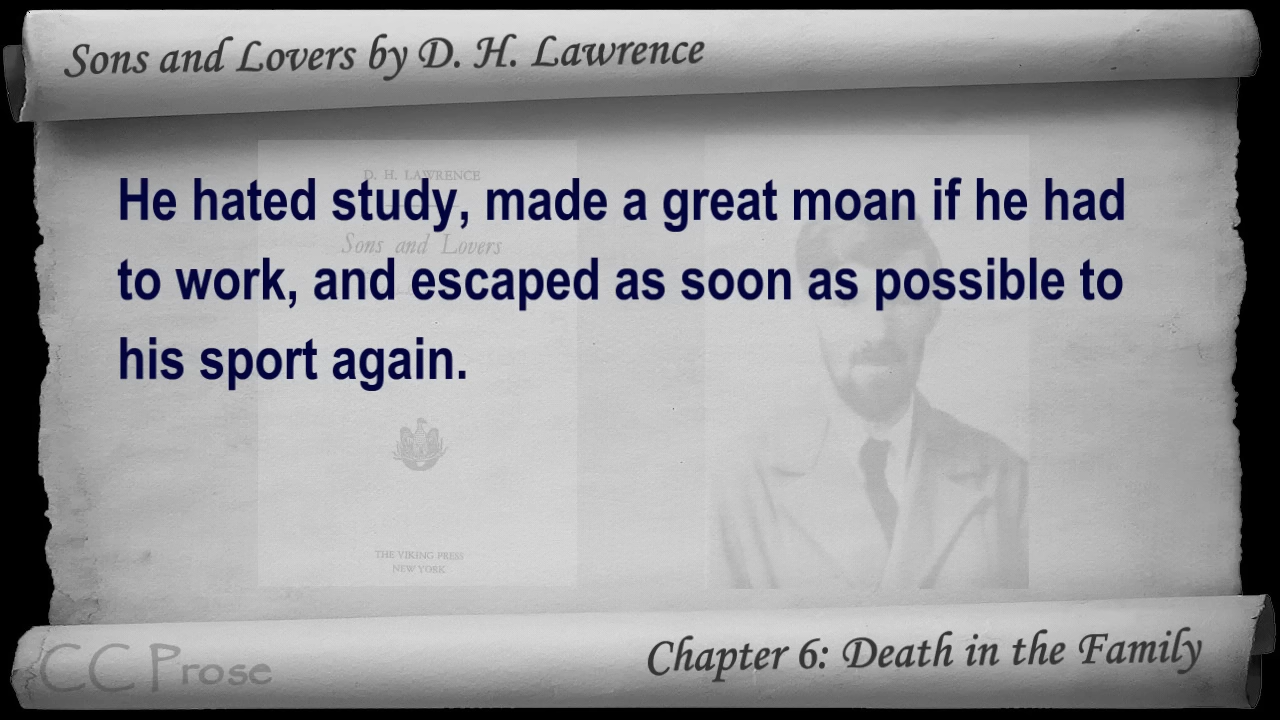 Sons and Lovers by D. H. Lawrence
D. H. LAWRENCE
He hated study, made a great moan if he had
Sons and Lovers
to work, and escaped as soon as possible to
his sport again.
THE VIKING PRESS
NEW YORK
Chapter 6: Death in the Family
CC Prose